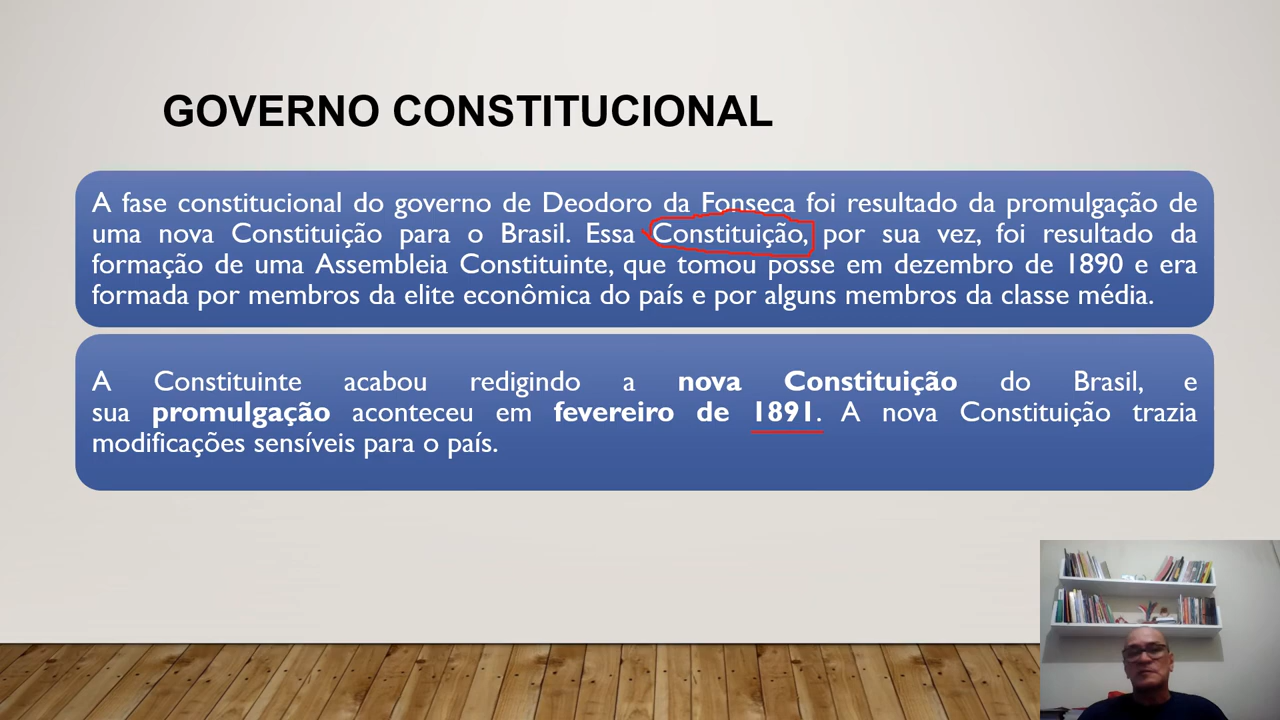 GOVERNO CONSTITUCIONAL
A fase constitucional do governo de Deodoro da Fonseca foi resultado da promulgação de
uma nova Constituição para o Brasil. Essa Constituição, por sua vez, foi resultado da
formação de uma Assembleia Constituinte, que tomou posse em dezembro de 1890 e era
formada por membros da elite econômica do país e por alguns membros da classe média.
A Constituinte acabou redigindo a nova Constituição do Brasil, e
sua promulgação aconteceu em fevereiro de 1891. A nova Constituição trazia
modificações sensíveis para o país.